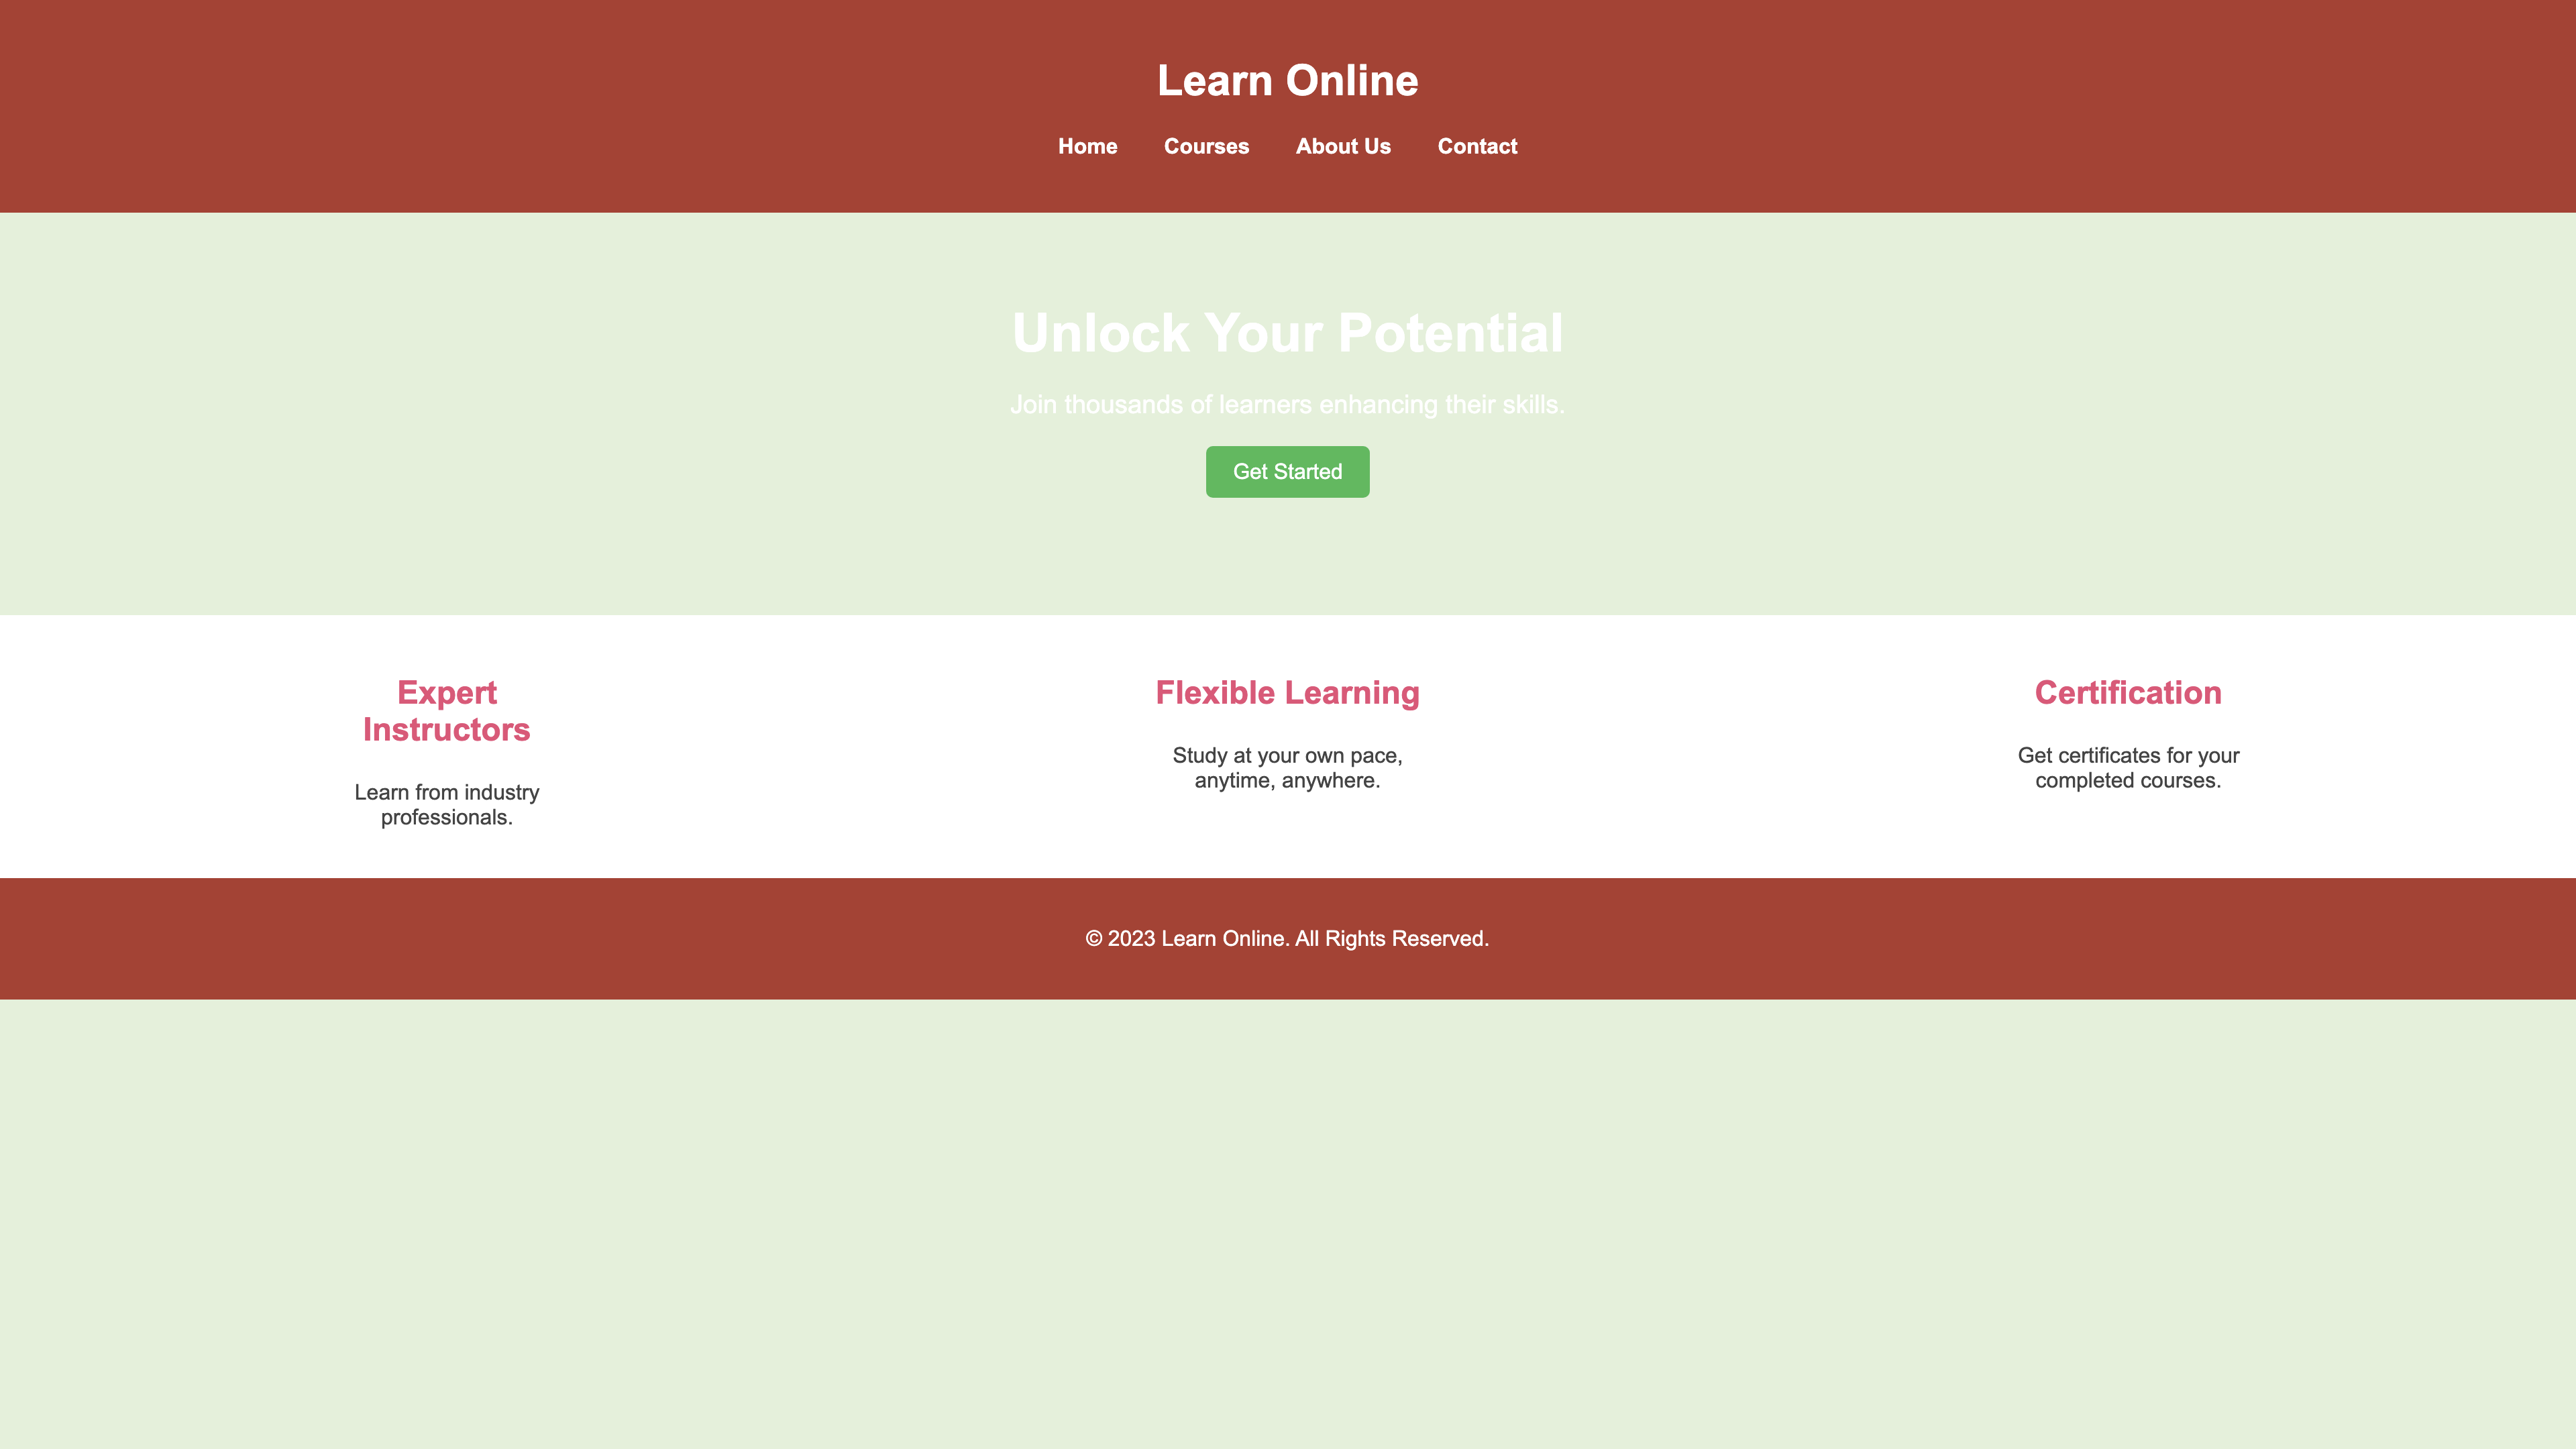 Learn Online
Home Courses About Us Contact
Unlock Your Potential
Join thousands of learners enhancing their skills.
Get Started
Expert
Instructors
Learn from industry
professionals.
Flexible Learning
Study at your own pace,
anytime, anywhere.
Certification
Get certificates for your
completed courses.
© 2023 Learn Online. All Rights Reserved.